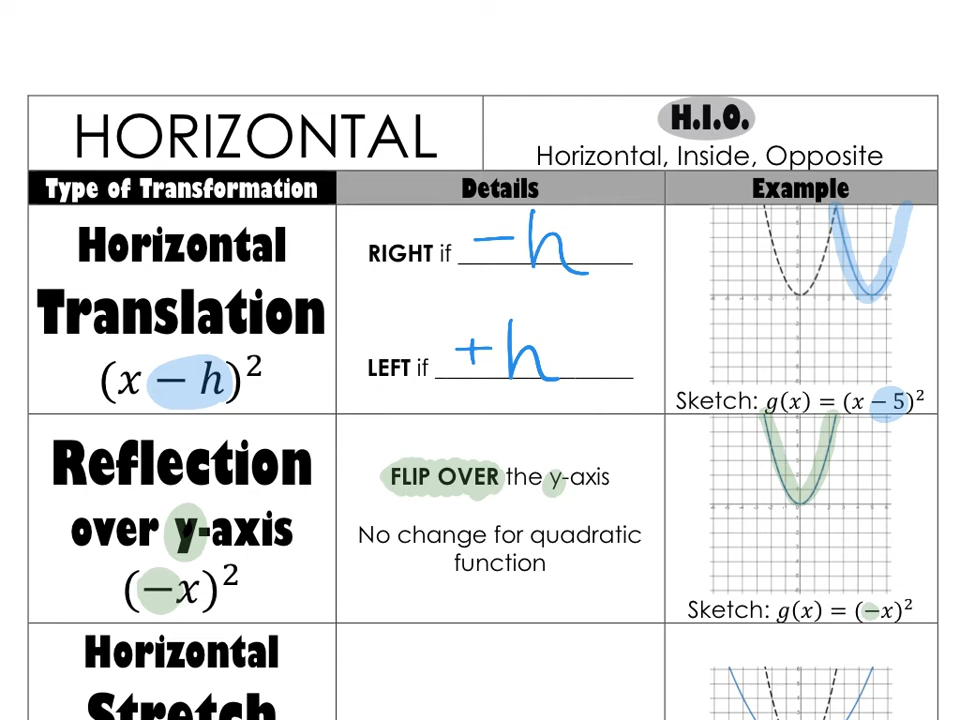 HORIZONTAL
H.I.O.
Horizontal, Inside, Opposite
Type of Transformation
Details
Example
Horizontal
Translation
(x − h)²
RIGHT if −h
LEFT if +h
Sketch: g(x) = (x − 5)²
Reflection
over y-axis
(−x)²
FLIP OVER the y-axis
No change for quadratic
function
Sketch: g(x) = (−x)²
Horizontal
Stretch